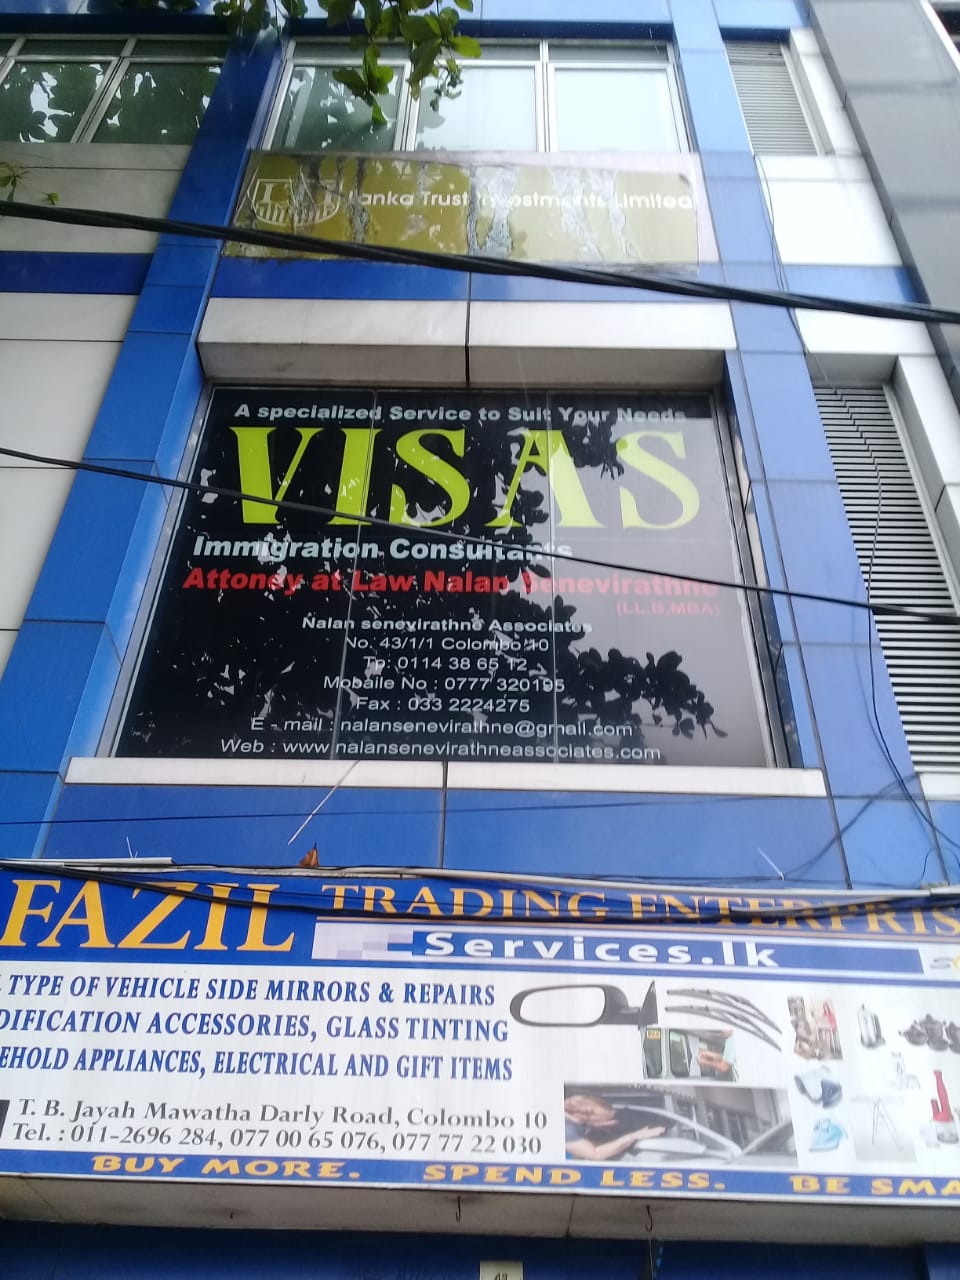 Lanka Trust Investments Limited
A specialized Service to Suit Your Needs
VISAS
Immigration Consultants
Attoney at Law Nalan Senevirathne
(LL.B,MBA)
Nalan senevirathne Associates
No. 43/1/1 Colombo 10
Tp: 0114 38 65 12
Mobaile No : 0777 320195
Fax : 033 2224275
E - mail : nalansenevirathne@gmail.com
Web : www.nalansenevirathneassociates.com
FAZIL TRADING ENTERPRIS
Services.lk
TYPE OF VEHICLE SIDE MIRRORS & REPAIRS
DIFICATION ACCESSORIES, GLASS TINTING
EHOLD APPLIANCES, ELECTRICAL AND GIFT ITEMS
T. B. Jayah Mawatha Darly Road, Colombo 10
Tel. : 011-2696 284, 077 00 65 076, 077 77 22 030
BUY MORE. SPEND LESS. BE SMA